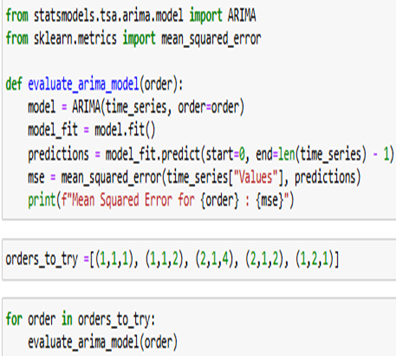 from statsmodels.tsa.arima.model import ARIMA
from sklearn.metrics import mean_squared_error
def evaluate_arima_model(order):
    model = ARIMA(time_series, order=order)
    model_fit = model.fit()
    predictions = model_fit.predict(start=0, end=len(time_series) - 1)
    mse = mean_squared_error(time_series["Values"], predictions)
    print(f"Mean Squared Error for {order} : {mse}")
orders_to_try =[(1,1,1), (1,1,2), (2,1,4), (2,1,2), (1,2,1)]
for order in orders_to_try:
    evaluate_arima_model(order)